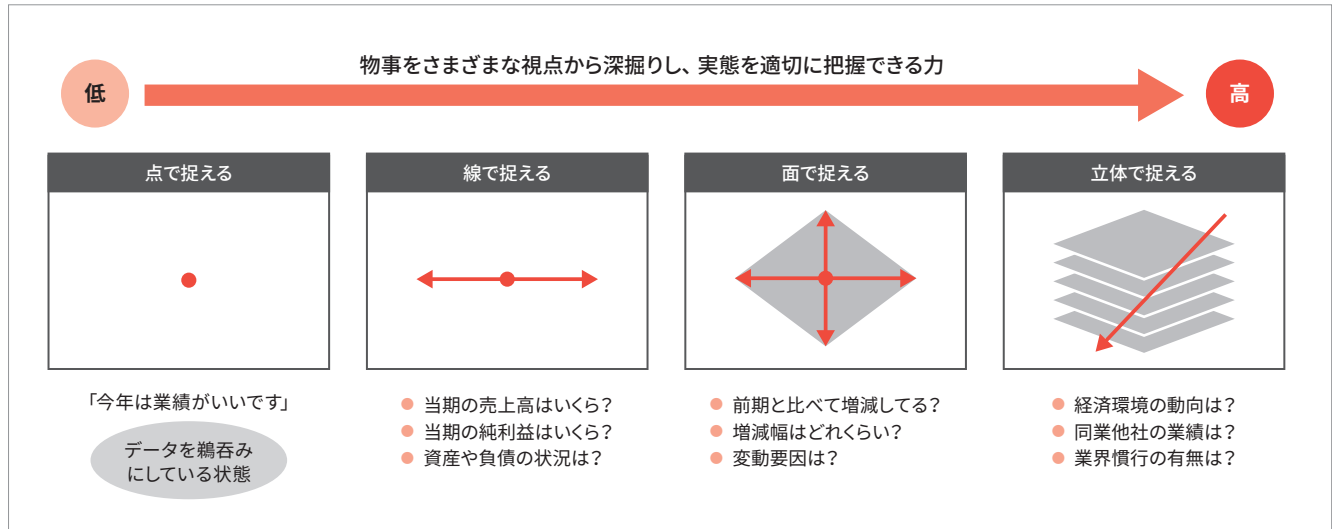 物事をさまざまな視点から深掘りし、実態を適切に把握できる力
低
高
点で捉える
線で捉える
面で捉える
立体で捉える
「今年は業績がいいです」
データを鵜呑み
にしている状態
当期の売上高はいくら？
当期の純利益はいくら？
資産や負債の状況は？
前期と比べて増減してる？
増減幅はどれくらい？
変動要因は？
経済環境の動向は？
同業他社の業績は？
業界慣行の有無は？